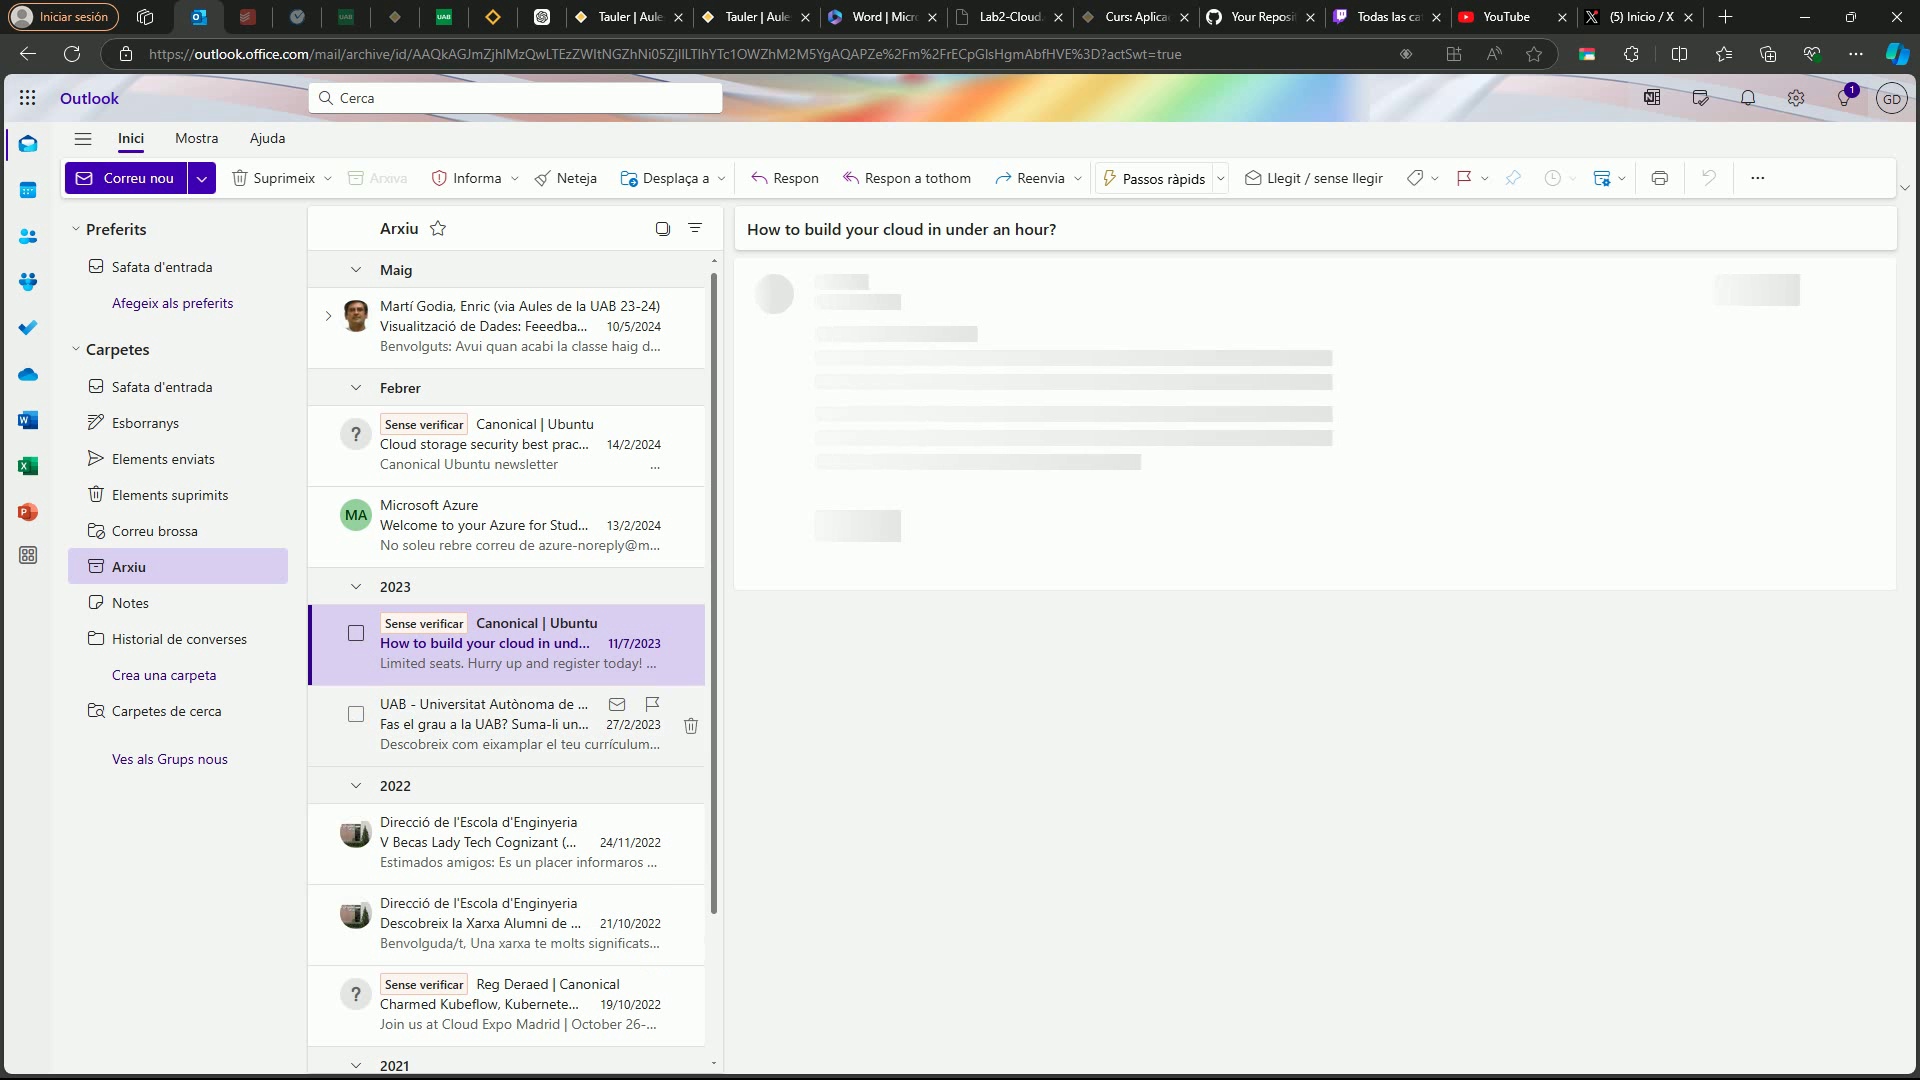 Iniciar sesión
Tauler | Aule
Tauler | Aule
Word | Micr
Lab2-Cloud
Curs: Aplica
Your Reposi
Todas las ca
YouTube
(5) Inicio / X
https://outlook.office.com/mail/archive/id/
?actSwt=true
Outlook
Cerca
1
GD
Inici
Mostra
Ajuda
Correu nou
Suprimeix
Arxiva
Informa
Neteja
Desplaça a
Respon
Respon a tothom
Reenvia
Passos ràpids
Llegit / sense llegir
Preferits
Safata d'entrada
Afegeix als preferits
Carpetes
Safata d'entrada
Esborranys
Elements enviats
Elements suprimits
Correu brossa
Arxiu
Notes
Historial de converses
Crea una carpeta
Carpetes de cerca
Ves als Grups nous
Arxiu
Maig
Martí Godia, Enric (via Aules de la UAB 23-24)
Visualització de Dades: Feeedba... 10/5/2024
Benvolguts: Avui quan acabi la classe haig d...
Febrer
? Sense verificar Canonical | Ubuntu
Cloud storage security best prac... 14/2/2024
Canonical Ubuntu newsletter ...
MA Microsoft Azure
Welcome to your Azure for Stud... 13/2/2024
No soleu rebre correu de azure-noreply@m...
2023
Sense verificar Canonical | Ubuntu
How to build your cloud in und... 11/7/2023
Limited seats. Hurry up and register today! ...
UAB - Universitat Autònoma de ...
Fas el grau a la UAB? Suma-li un... 27/2/2023
Descobreix com eixamplar el teu currículum...
2022
Direcció de l'Escola d'Enginyeria
V Becas Lady Tech Cognizant (... 24/11/2022
Estimados amigos: Es un placer informaros ...
Direcció de l'Escola d'Enginyeria
Descobreix la Xarxa Alumni de ... 21/10/2022
Benvolguda/t, Una xarxa te molts significats...
? Sense verificar Reg Deraed | Canonical
Charmed Kubeflow, Kubernete... 19/10/2022
Join us at Cloud Expo Madrid | October 26-...
2021
How to build your cloud in under an hour?